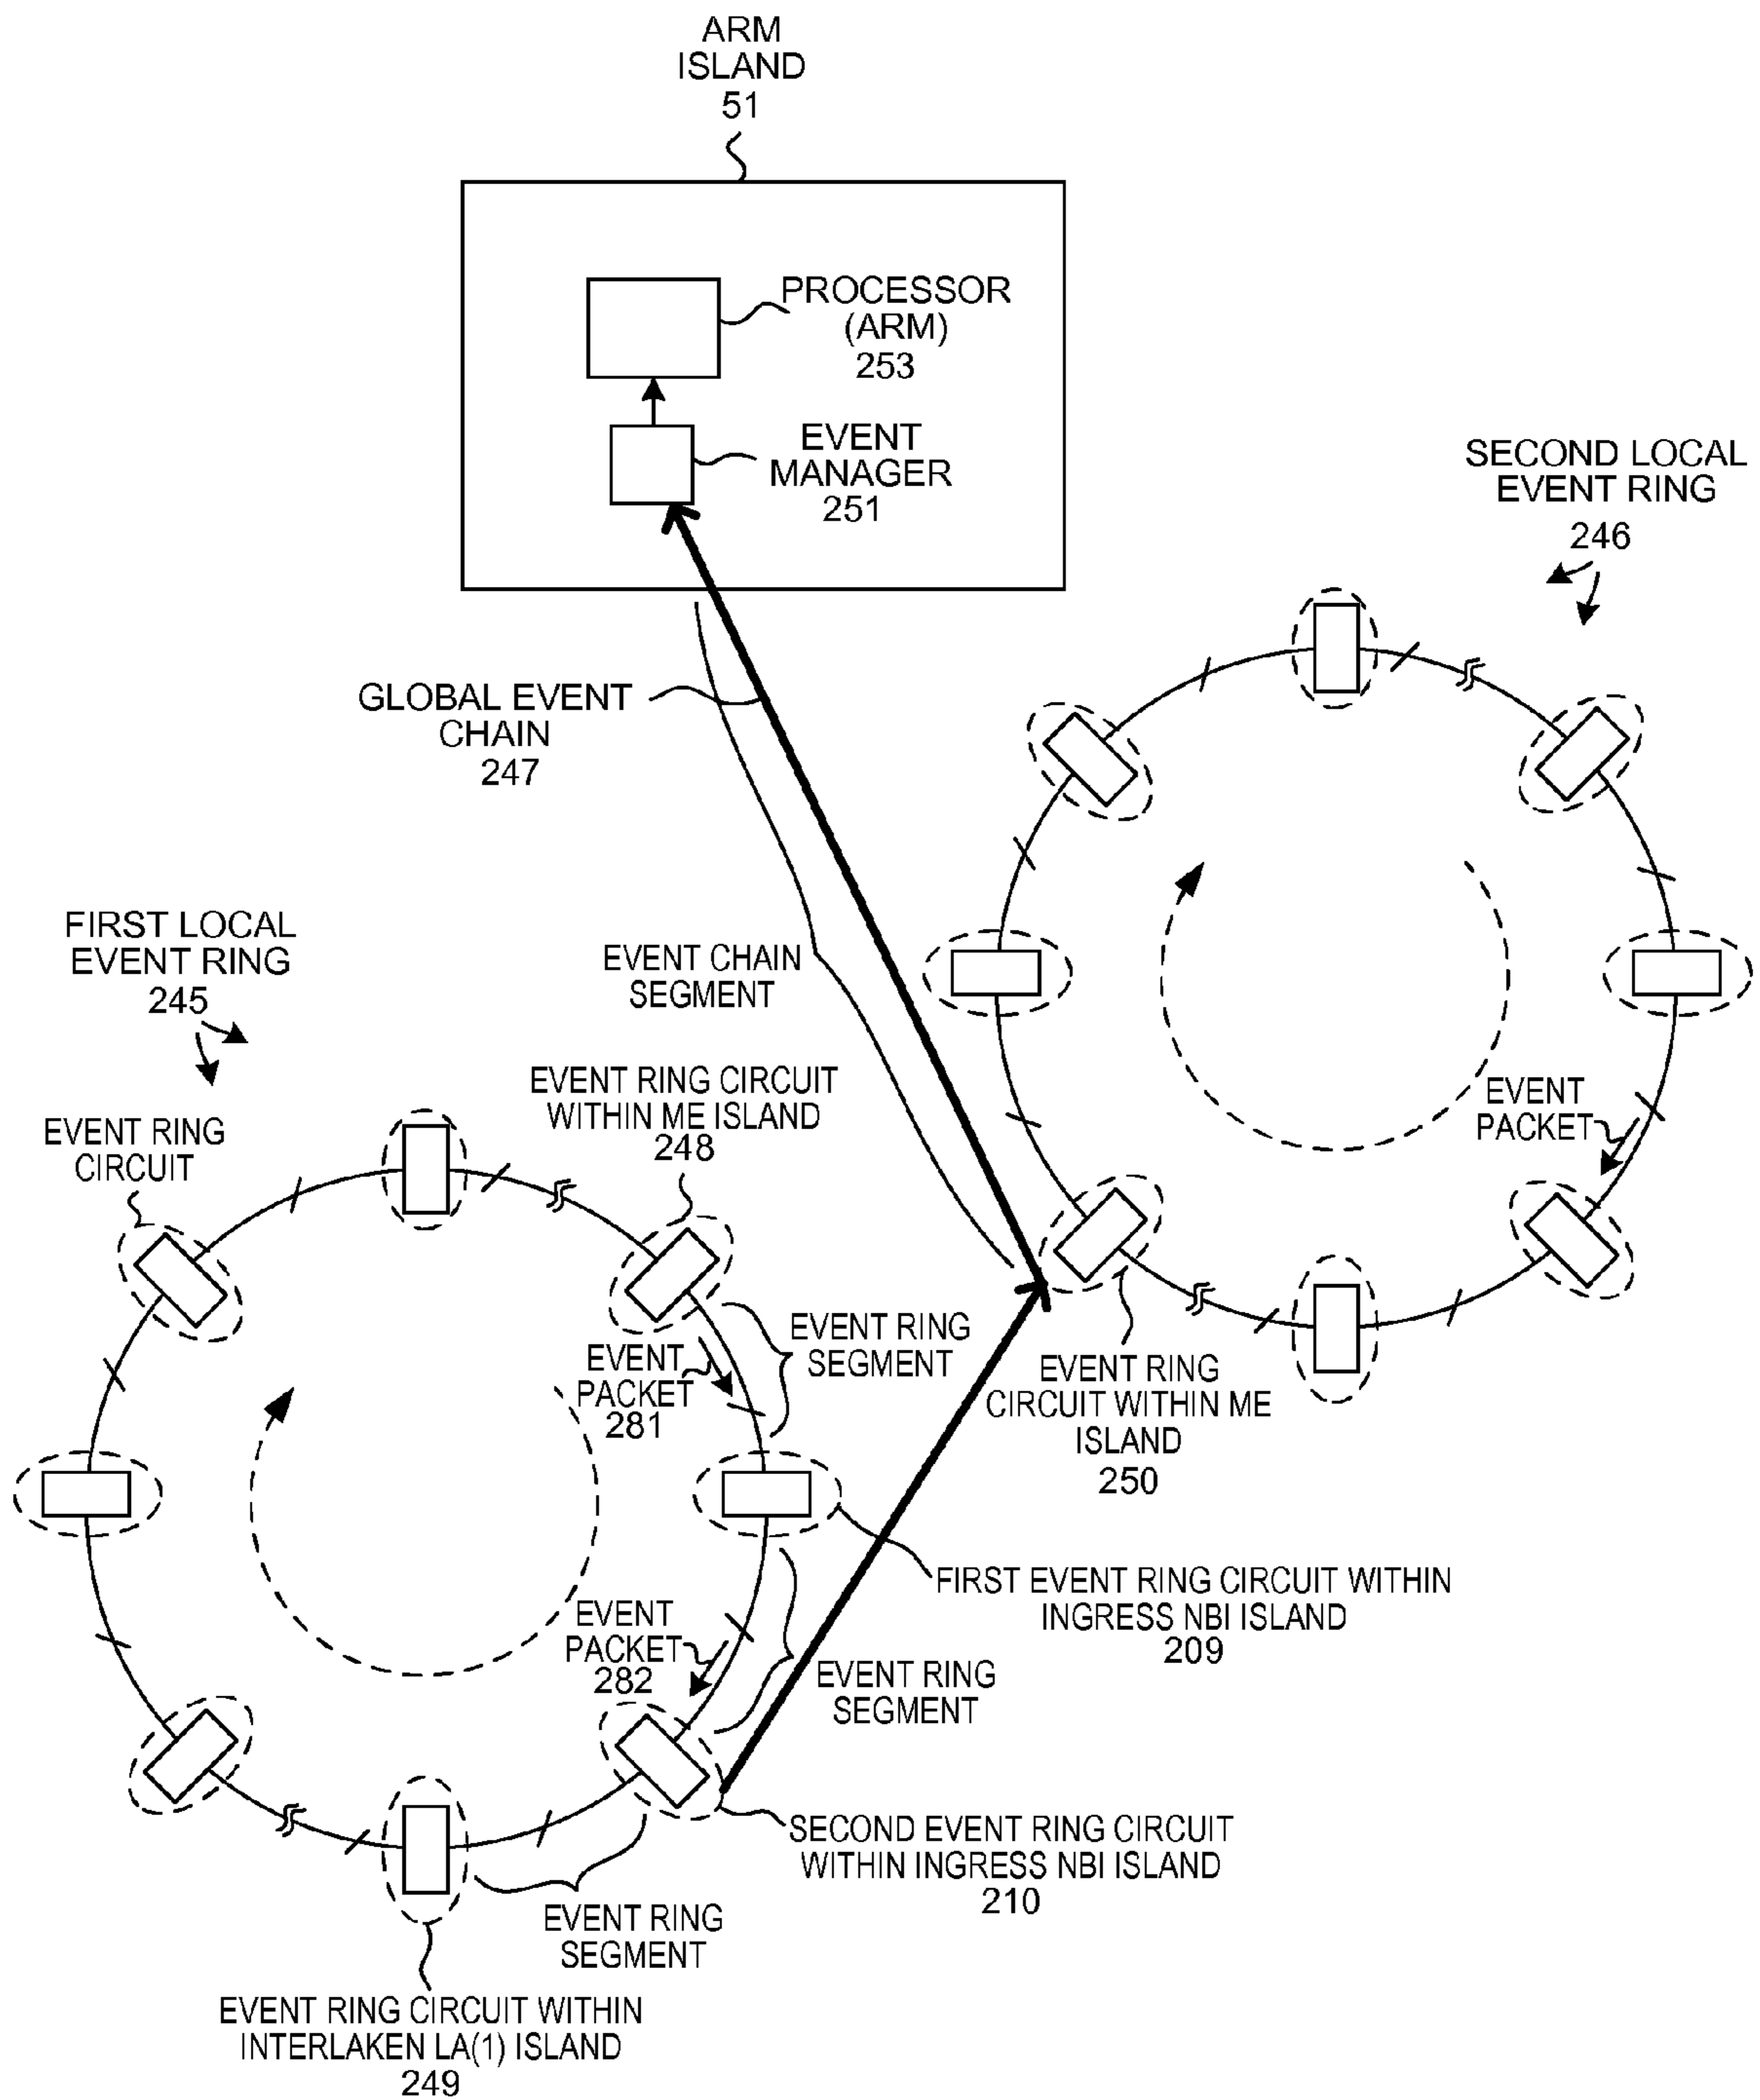 ARM
ISLAND
51
PROCESSOR
(ARM)
253
EVENT
MANAGER
251
SECOND LOCAL
EVENT RING
246
GLOBAL EVENT
CHAIN
247
FIRST LOCAL
EVENT RING
245
EVENT CHAIN
SEGMENT
EVENT RING CIRCUIT
WITHIN ME ISLAND
248
EVENT
PACKET
EVENT RING
CIRCUIT
EVENT RING
SEGMENT
EVENT
PACKET
281
EVENT RING
CIRCUIT WITHIN ME
ISLAND
250
FIRST EVENT RING CIRCUIT WITHIN
INGRESS NBI ISLAND
209
EVENT
PACKET
282
EVENT RING
SEGMENT
SECOND EVENT RING CIRCUIT
WITHIN INGRESS NBI ISLAND
210
EVENT RING
SEGMENT
EVENT RING CIRCUIT WITHIN
INTERLAKEN LA(1) ISLAND
249